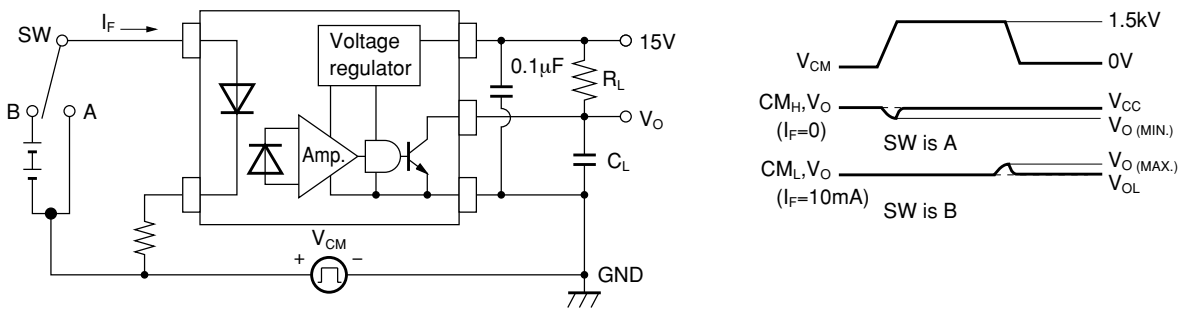 SW
I_F
B
A
Voltage
regulator
Amp.
0.1μF
15V
R_L
V_O
C_L
V_CM
+
−
GND
V_CM
1.5kV
0V
CM_H,V_O
(I_F=0)
SW is A
V_CC
V_O (MIN.)
CM_L,V_O
(I_F=10mA)
SW is B
V_O (MAX.)
V_OL